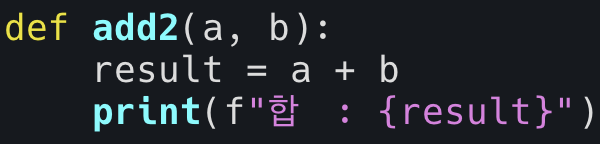 def add2(a, b):
    result = a + b
    print(f"합 : {result}")